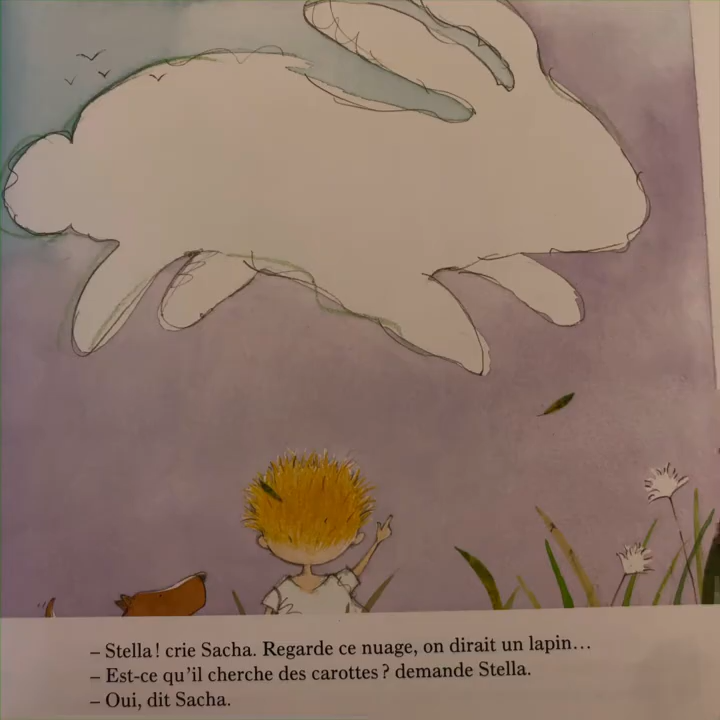 – Stella ! crie Sacha. Regarde ce nuage, on dirait un lapin...
– Est-ce qu'il cherche des carottes ? demande Stella.
– Oui, dit Sacha.